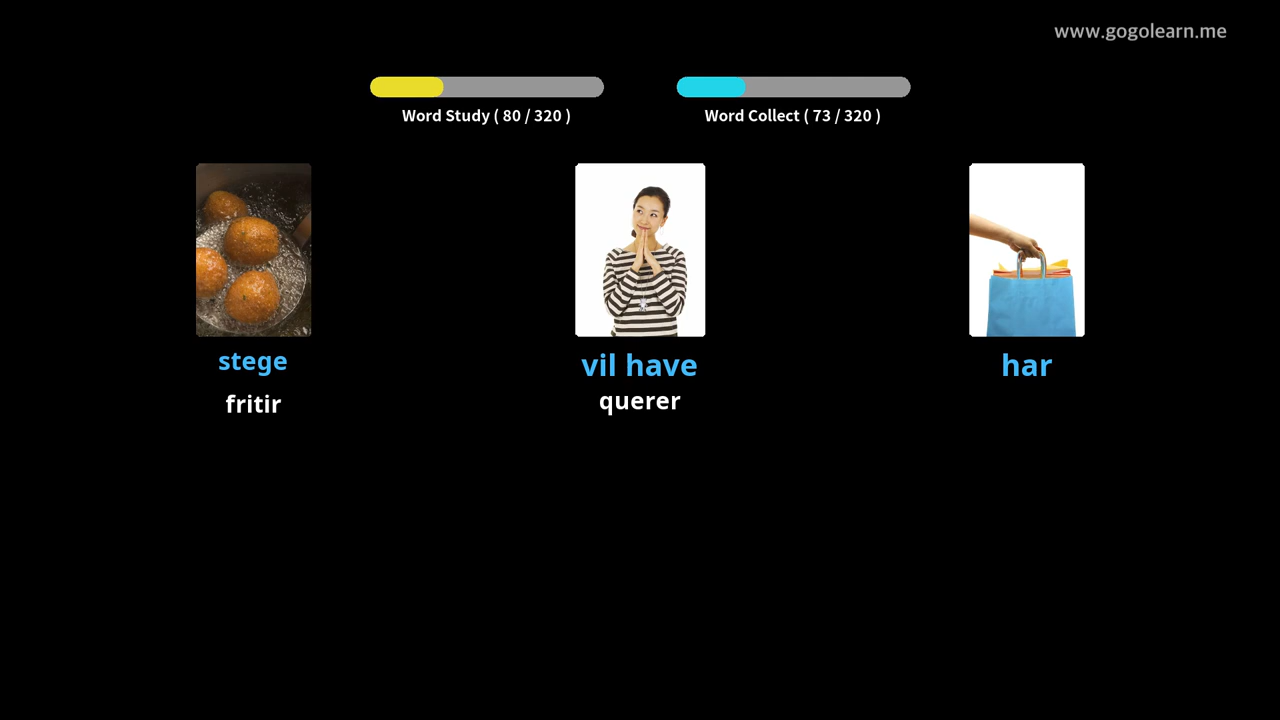 www.gogolearn.me
Word Study ( 80 / 320 )
Word Collect ( 73 / 320 )
stege
vil have
har
fritir
querer